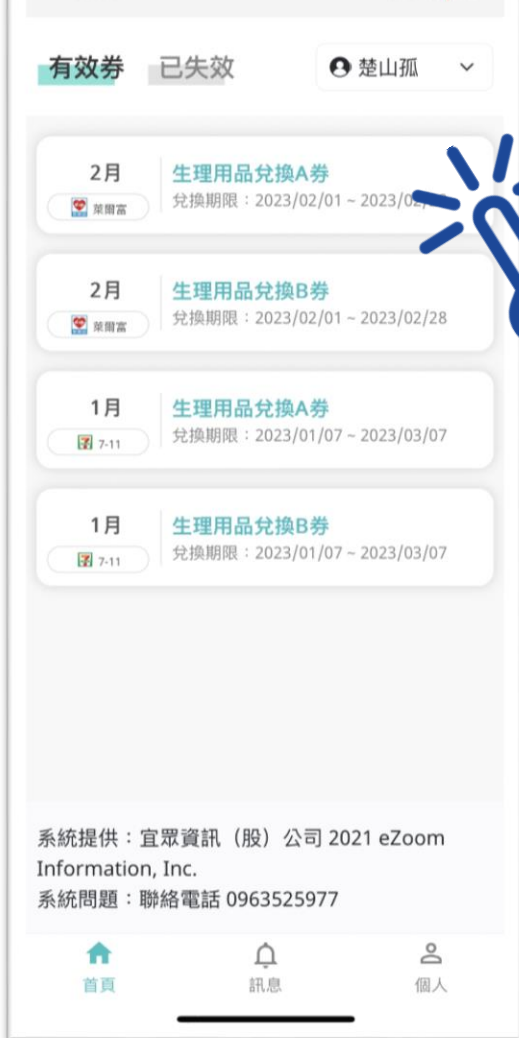 有效券 已失效 楚山孤
2月
萊爾富
生理用品兌換A券
兌換期限：2023/02/01 ~ 2023/02/
2月
萊爾富
生理用品兌換B券
兌換期限：2023/02/01 ~ 2023/02/28
1月
7-11
生理用品兌換A券
兌換期限：2023/01/07 ~ 2023/03/07
1月
7-11
生理用品兌換B券
兌換期限：2023/01/07 ~ 2023/03/07
系統提供：宜眾資訊（股）公司 2021 eZoom
Information, Inc.
系統問題：聯絡電話 0963525977
首頁 訊息 個人